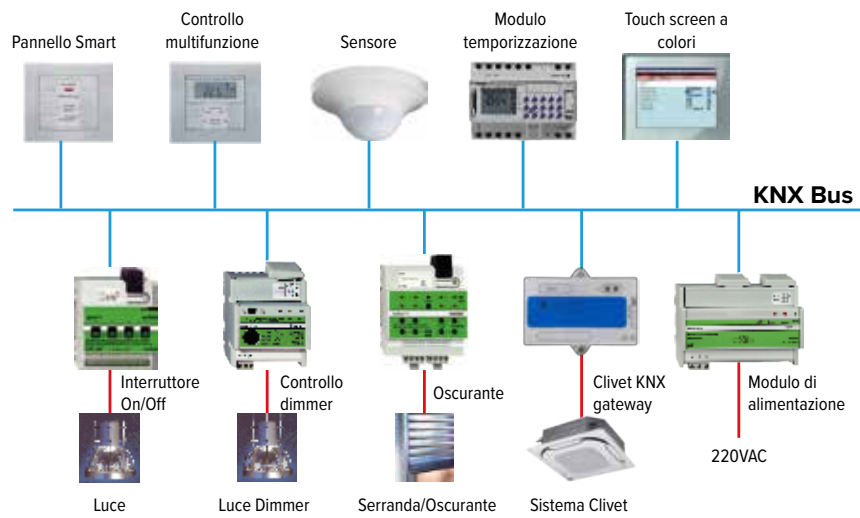 Pannello Smart
Controllo
multifunzione
Sensore
Modulo
temporizzazione
Touch screen a
colori
KNX Bus
Interruttore
On/Off
Controllo
dimmer
Oscurante
Clivet KNX
gateway
Modulo di
alimentazione
220VAC
Luce
Luce Dimmer
Serranda/Oscurante
Sistema Clivet